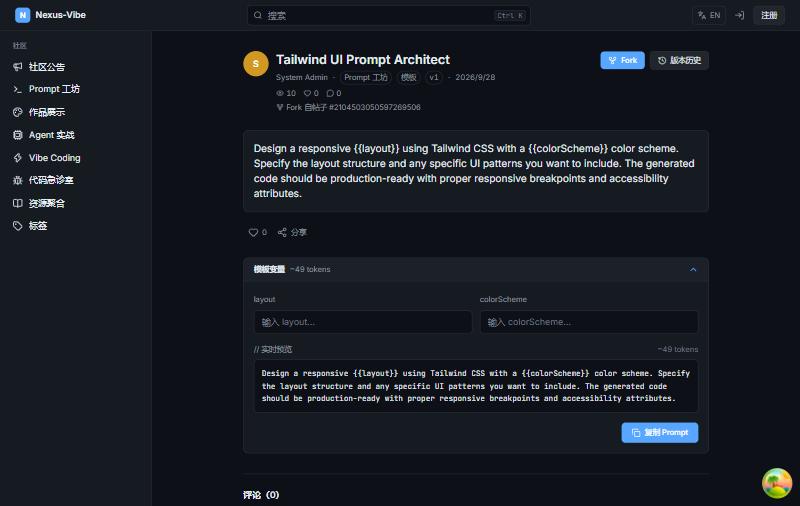 N Nexus-Vibe
搜索
Ctrl K
EN
注册
社区
社区公告
Prompt 工坊
作品展示
Agent 实战
Vibe Coding
代码急诊室
资源聚合
标签
S
Tailwind UI Prompt Architect
System Admin · Prompt 工坊 模板 v1 · 2026/9/28
10 0 0
Fork 自帖子 #2104503050597269506
Fork
版本历史
Design a responsive {{layout}} using Tailwind CSS with a {{colorScheme}} color scheme.
Specify the layout structure and any specific UI patterns you want to include. The generated
code should be production-ready with proper responsive breakpoints and accessibility
attributes.
0 分享
模板变量 ~49 tokens
layout
colorScheme
输入 layout...
输入 colorScheme...
// 实时预览
~49 tokens
Design a responsive {{layout}} using Tailwind CSS with a {{colorScheme}} color scheme. Specify
the layout structure and any specific UI patterns you want to include. The generated code
should be production-ready with proper responsive breakpoints and accessibility attributes.
复制 Prompt
评论（0）